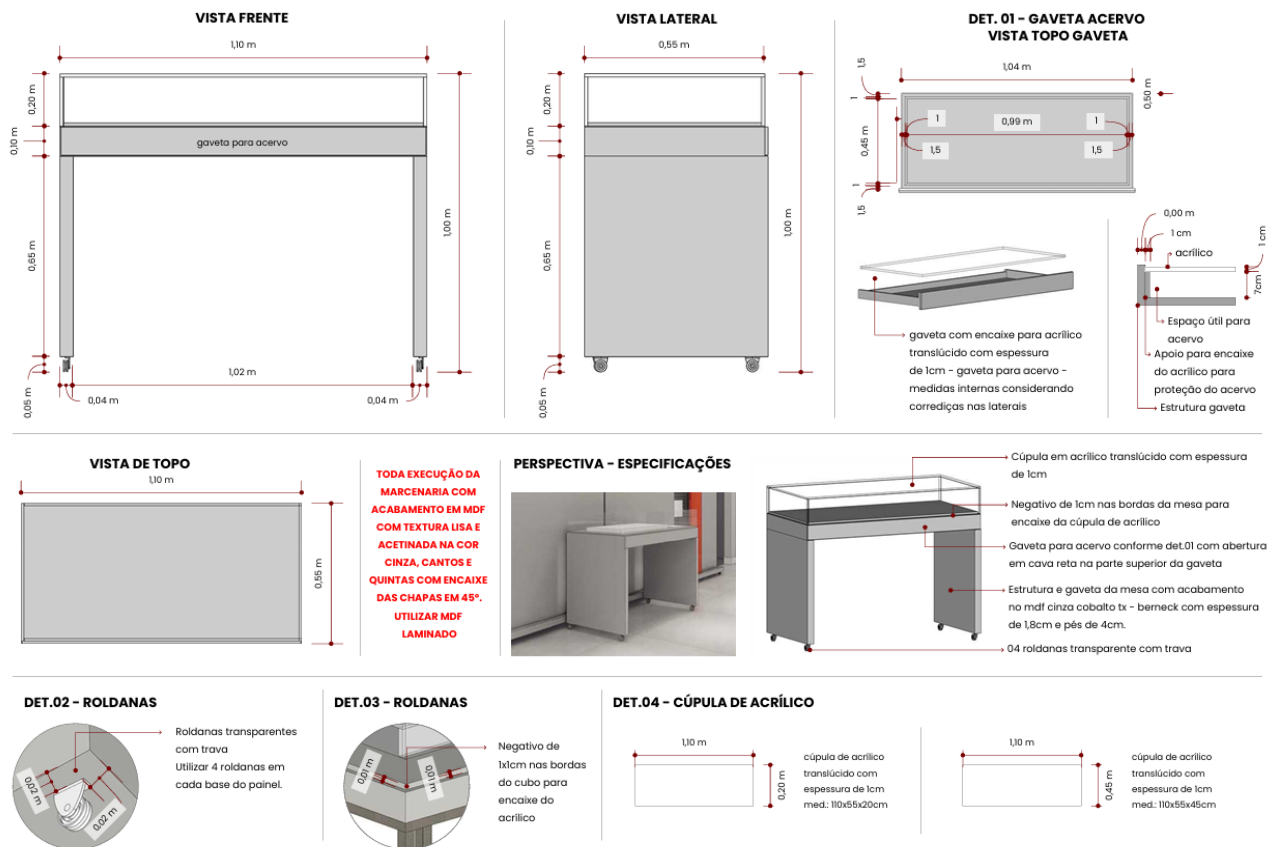 VISTA FRENTE
1,10 m
0,20 m
0,10 m
gaveta para acervo
0,65 m
1,00 m
1,02 m
0,04 m
0,04 m
0,05 m
VISTA LATERAL
0,55 m
0,20 m
0,10 m
0,65 m
1,00 m
0,05 m
DET. 01 - GAVETA ACERVO
VISTA TOPO GAVETA
1,04 m
1,5
1
0,50 m
1
0,99 m
1
0,45 m
1,5
1,5
1
1,5
0,00 m
1 cm
1 cm
acrílico
7cm
Espaço útil para
acervo
Apoio para encaixe
do acrílico para
proteção do acervo
Estrutura gaveta
gaveta com encaixe para acrílico
translúcido com espessura
de 1cm - gaveta para acervo -
medidas internas considerando
corrediças nas laterais
VISTA DE TOPO
1,10 m
0,55 m
TODA EXECUÇÃO DA
MARCENARIA COM
ACABAMENTO EM MDF
COM TEXTURA LISA E
ACETINADA NA COR
CINZA, CANTOS E
QUINTAS COM ENCAIXE
DAS CHAPAS EM 45°.
UTILIZAR MDF
LAMINADO
PERSPECTIVA - ESPECIFICAÇÕES
Cúpula em acrílico translúcido com espessura
de 1cm
Negativo de 1cm nas bordas da mesa para
encaixe da cúpula de acrílico
Gaveta para acervo conforme det.01 com abertura
em cava reta na parte superior da gaveta
Estrutura e gaveta da mesa com acabamento
no mdf cinza cobalto tx - berneck com espessura
de 1,8cm e pés de 4cm.
04 roldanas transparente com trava
DET.02 - ROLDANAS
0,02 m
0,02 m
Roldanas transparentes
com trava
Utilizar 4 roldanas em
cada base do painel.
DET.03 - ROLDANAS
0,01 m
0,01 m
Negativo de
1x1cm nas bordas
do cubo para
encaixe do
acrílico
DET.04 - CÚPULA DE ACRÍLICO
1,10 m
0,20 m
cúpula de acrílico
translúcido com
espessura de 1cm
med.: 110x55x20cm
1,10 m
0,45 m
cúpula de acrílico
translúcido com
espessura de 1cm
med.: 110x55x45cm